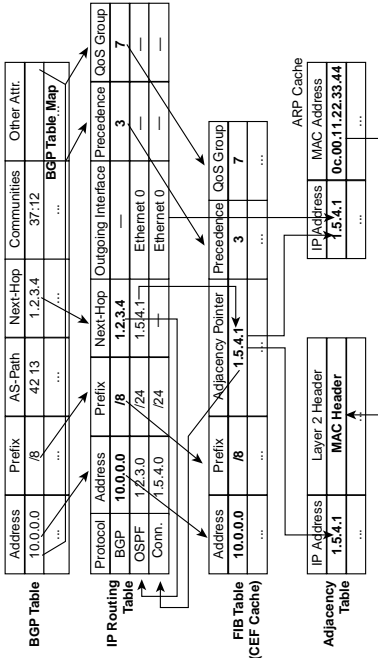 BGP Table
Address Prefix AS-Path Next-Hop Communities Other Attr.
10.0.0.0 /8 42 13 1.2.3.4 37:12
... ... ... ... ... ...
BGP Table Map
IP Routing Table
Protocol Address Prefix Next-Hop Outgoing Interface Precedence QoS Group
BGP 10.0.0.0 /8 1.2.3.4 — 3 7
OSPF 1.2.3.0 /24 1.5.4.1 Ethernet 0 — —
Conn. 1.5.4.0 /24 — Ethernet 0 — —
FIB Table
(CEF Cache)
Address Prefix Adjacency Pointer Precedence QoS Group
10.0.0.0 /8 1.5.4.1 3 7
... ... ... ... ...
Adjacency Table
IP Address Layer 2 Header
1.5.4.1 MAC Header
... ...
ARP Cache
IP Address MAC Address
1.5.4.1 0c.00.11.22.33.44
... ...